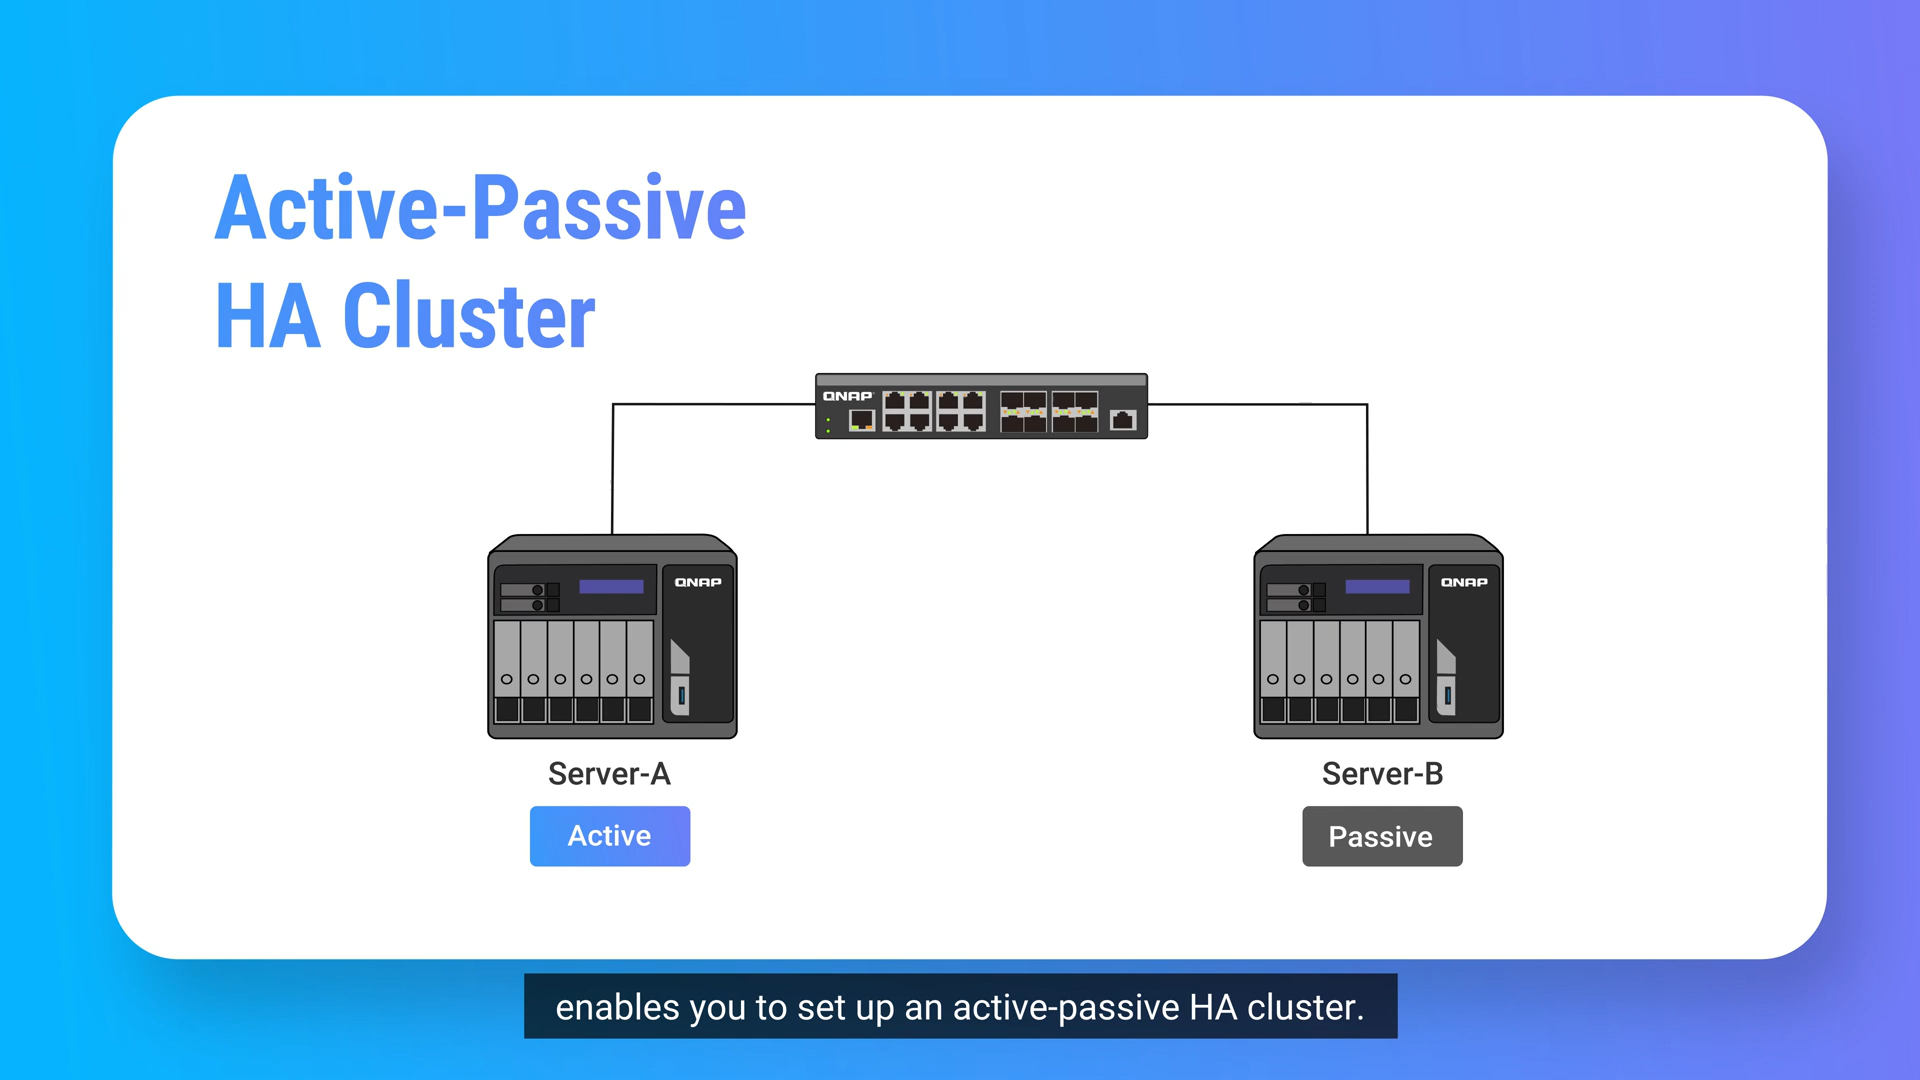 Active-Passive
HA Cluster
QNAP
QNAP
QNAP
Server-A
Server-B
Active
Passive
enables you to set up an active-passive HA cluster.